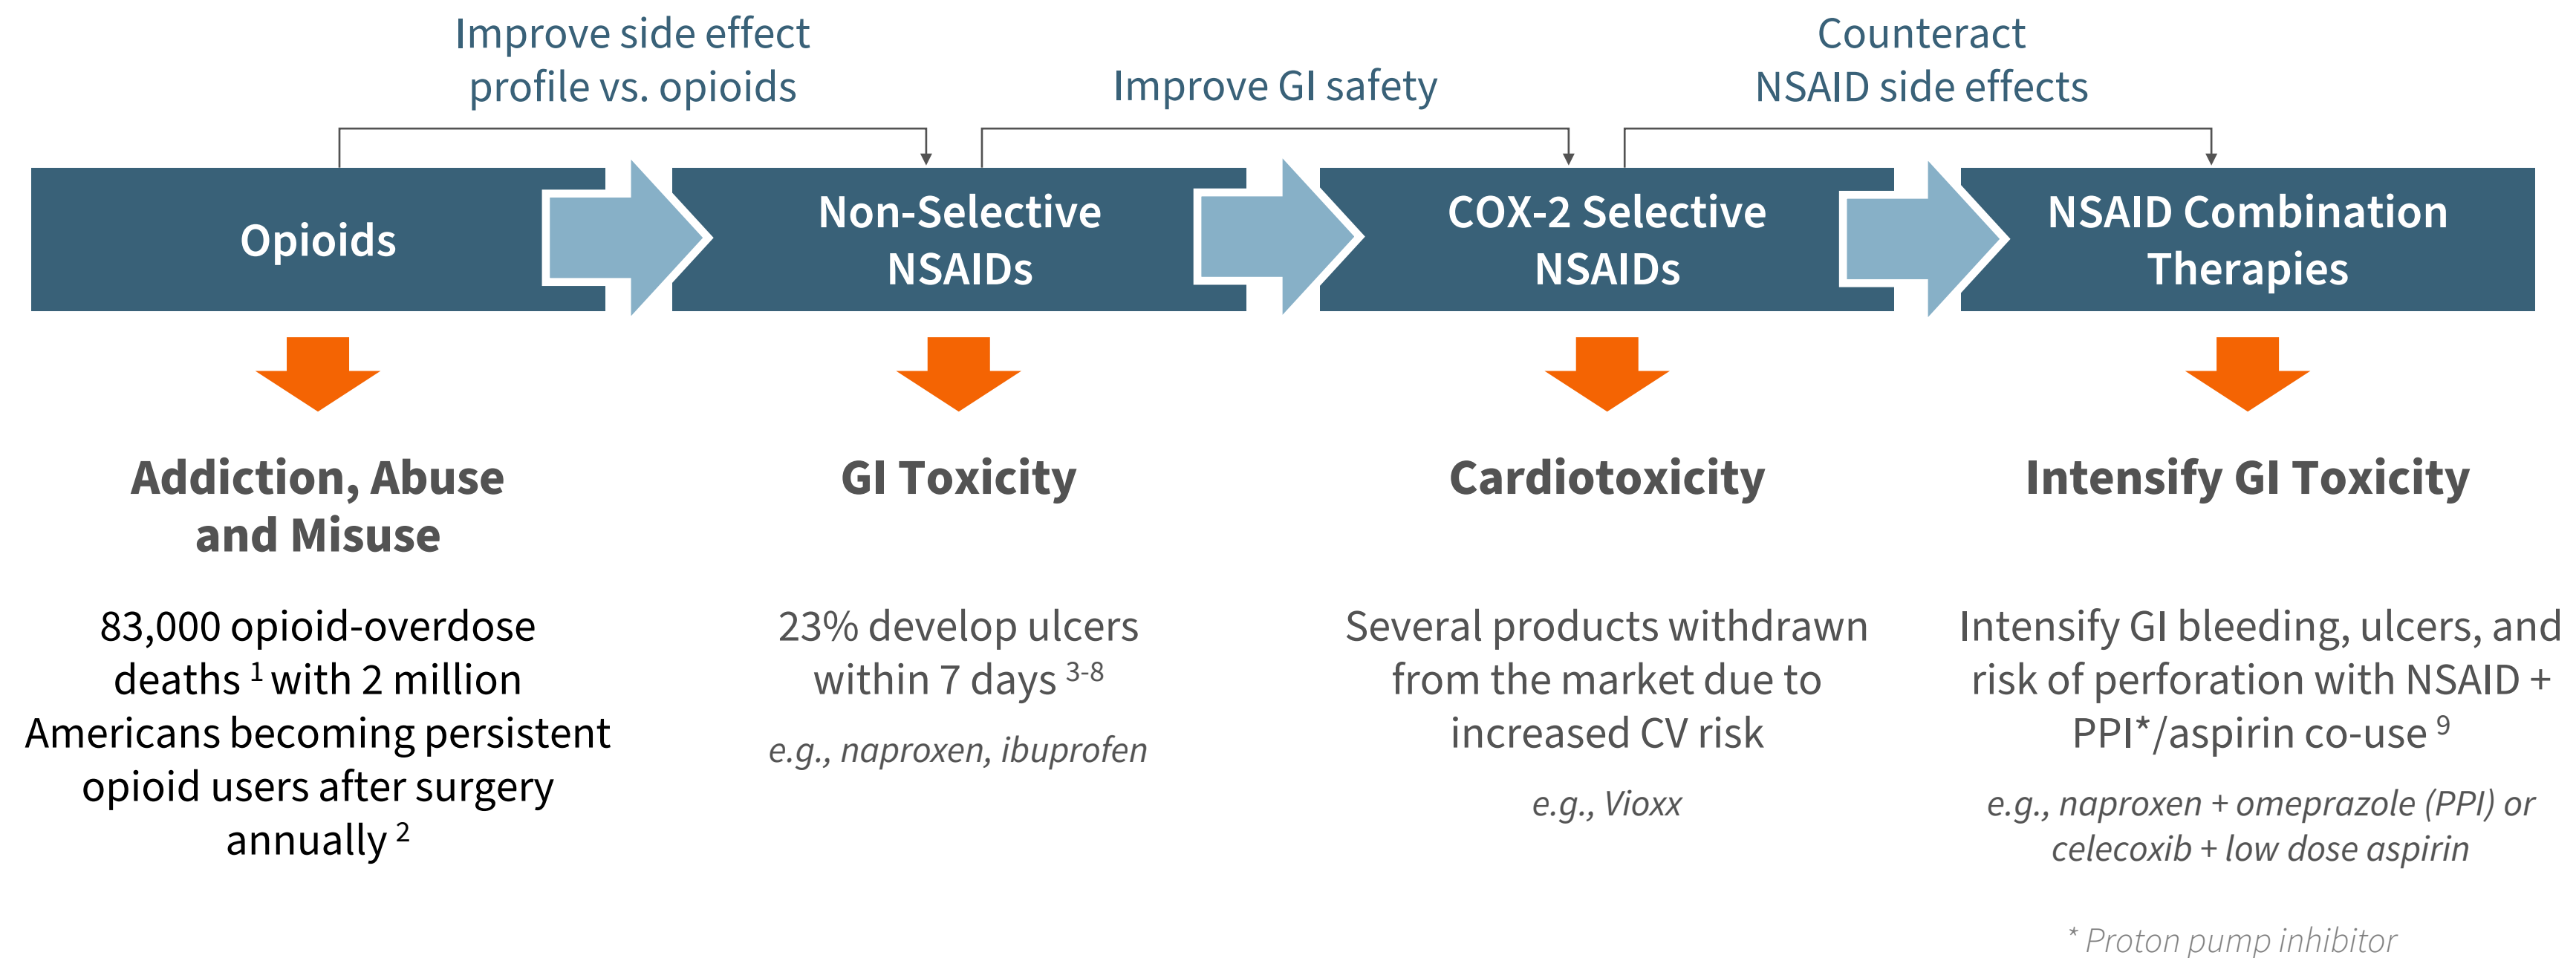 Improve side effect
profile vs. opioids
Improve GI safety
Counteract
NSAID side effects
Opioids
Non-Selective
NSAIDs
COX-2 Selective
NSAIDs
NSAID Combination
Therapies
Addiction, Abuse
and Misuse
83,000 opioid-overdose
deaths 1 with 2 million
Americans becoming persistent
opioid users after surgery
annually 2
GI Toxicity
23% develop ulcers
within 7 days 3-8
e.g., naproxen, ibuprofen
Cardiotoxicity
Several products withdrawn
from the market due to
increased CV risk
e.g., Vioxx
Intensify GI Toxicity
Intensify GI bleeding, ulcers, and
risk of perforation with NSAID +
PPI*/aspirin co-use 9
e.g., naproxen + omeprazole (PPI) or
celecoxib + low dose aspirin
* Proton pump inhibitor